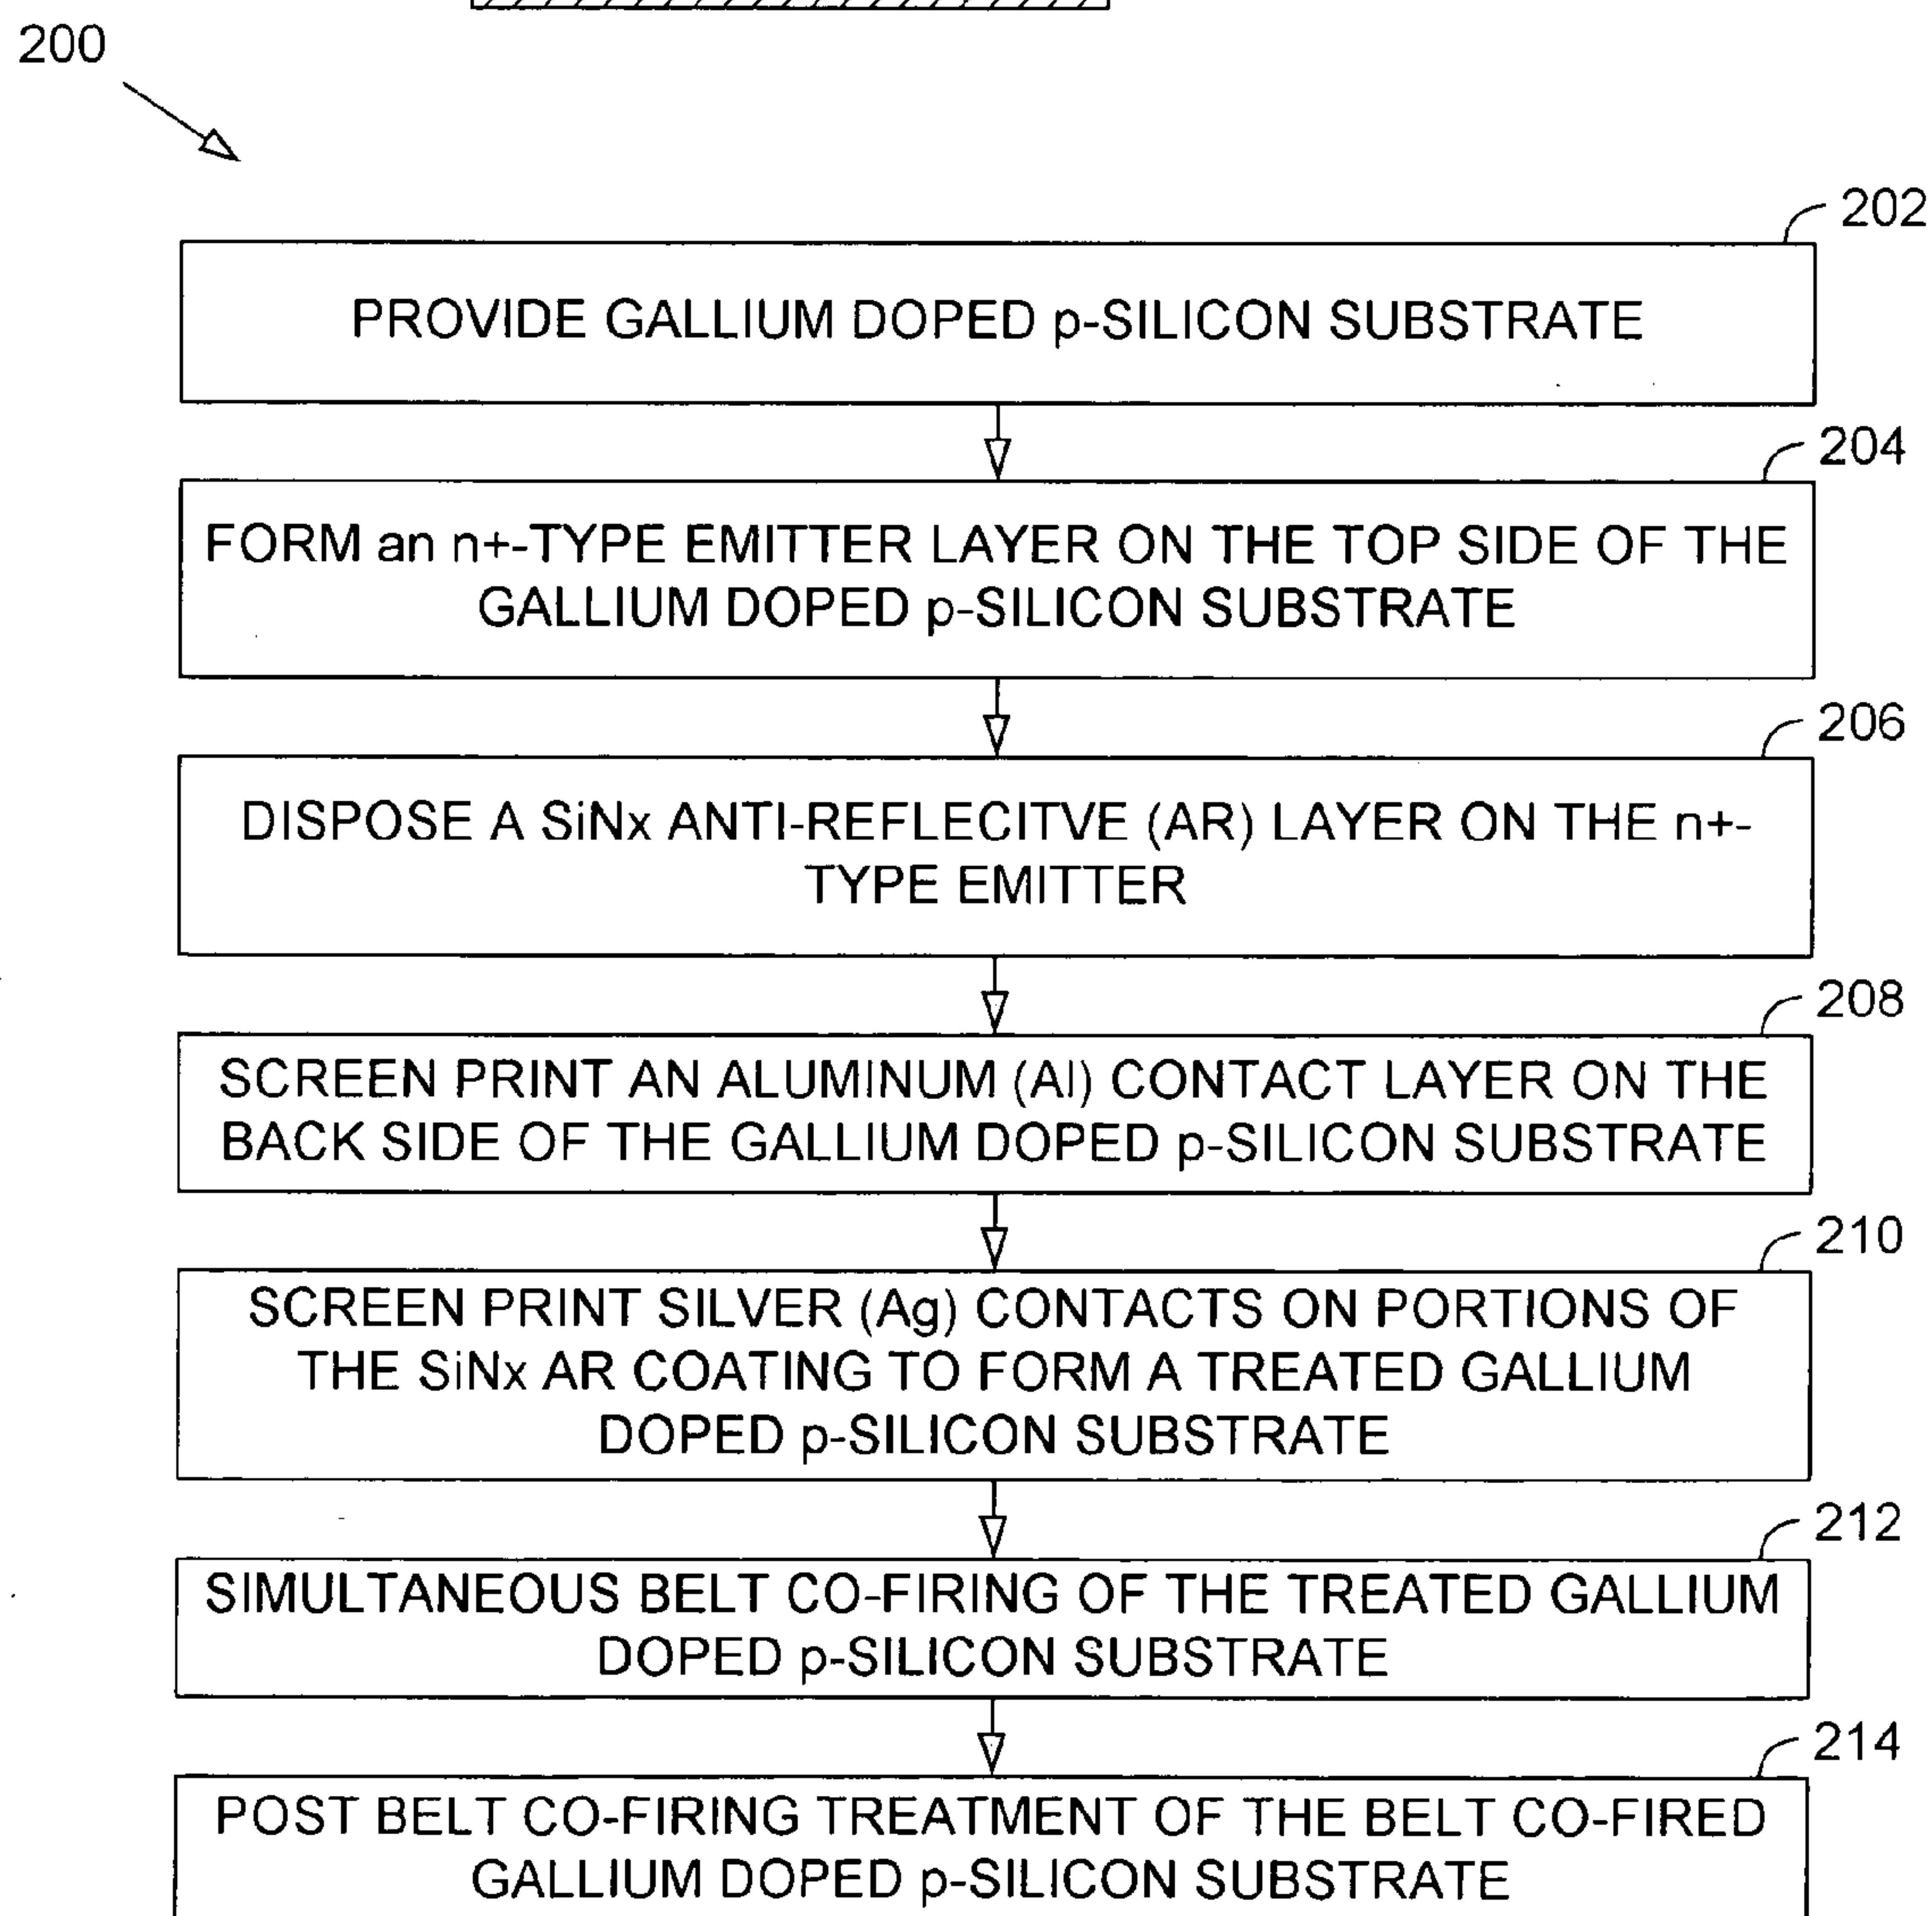 200
202
PROVIDE GALLIUM DOPED p-SILICON SUBSTRATE
204
FORM an n+-TYPE EMITTER LAYER ON THE TOP SIDE OF THE
GALLIUM DOPED p-SILICON SUBSTRATE
206
DISPOSE A SiNx ANTI-REFLECITVE (AR) LAYER ON THE n+-
TYPE EMITTER
208
SCREEN PRINT AN ALUMINUM (Al) CONTACT LAYER ON THE
BACK SIDE OF THE GALLIUM DOPED p-SILICON SUBSTRATE
210
SCREEN PRINT SILVER (Ag) CONTACTS ON PORTIONS OF
THE SiNx AR COATING TO FORM A TREATED GALLIUM
DOPED p-SILICON SUBSTRATE
212
SIMULTANEOUS BELT CO-FIRING OF THE TREATED GALLIUM
DOPED p-SILICON SUBSTRATE
214
POST BELT CO-FIRING TREATMENT OF THE BELT CO-FIRED
GALLIUM DOPED p-SILICON SUBSTRATE